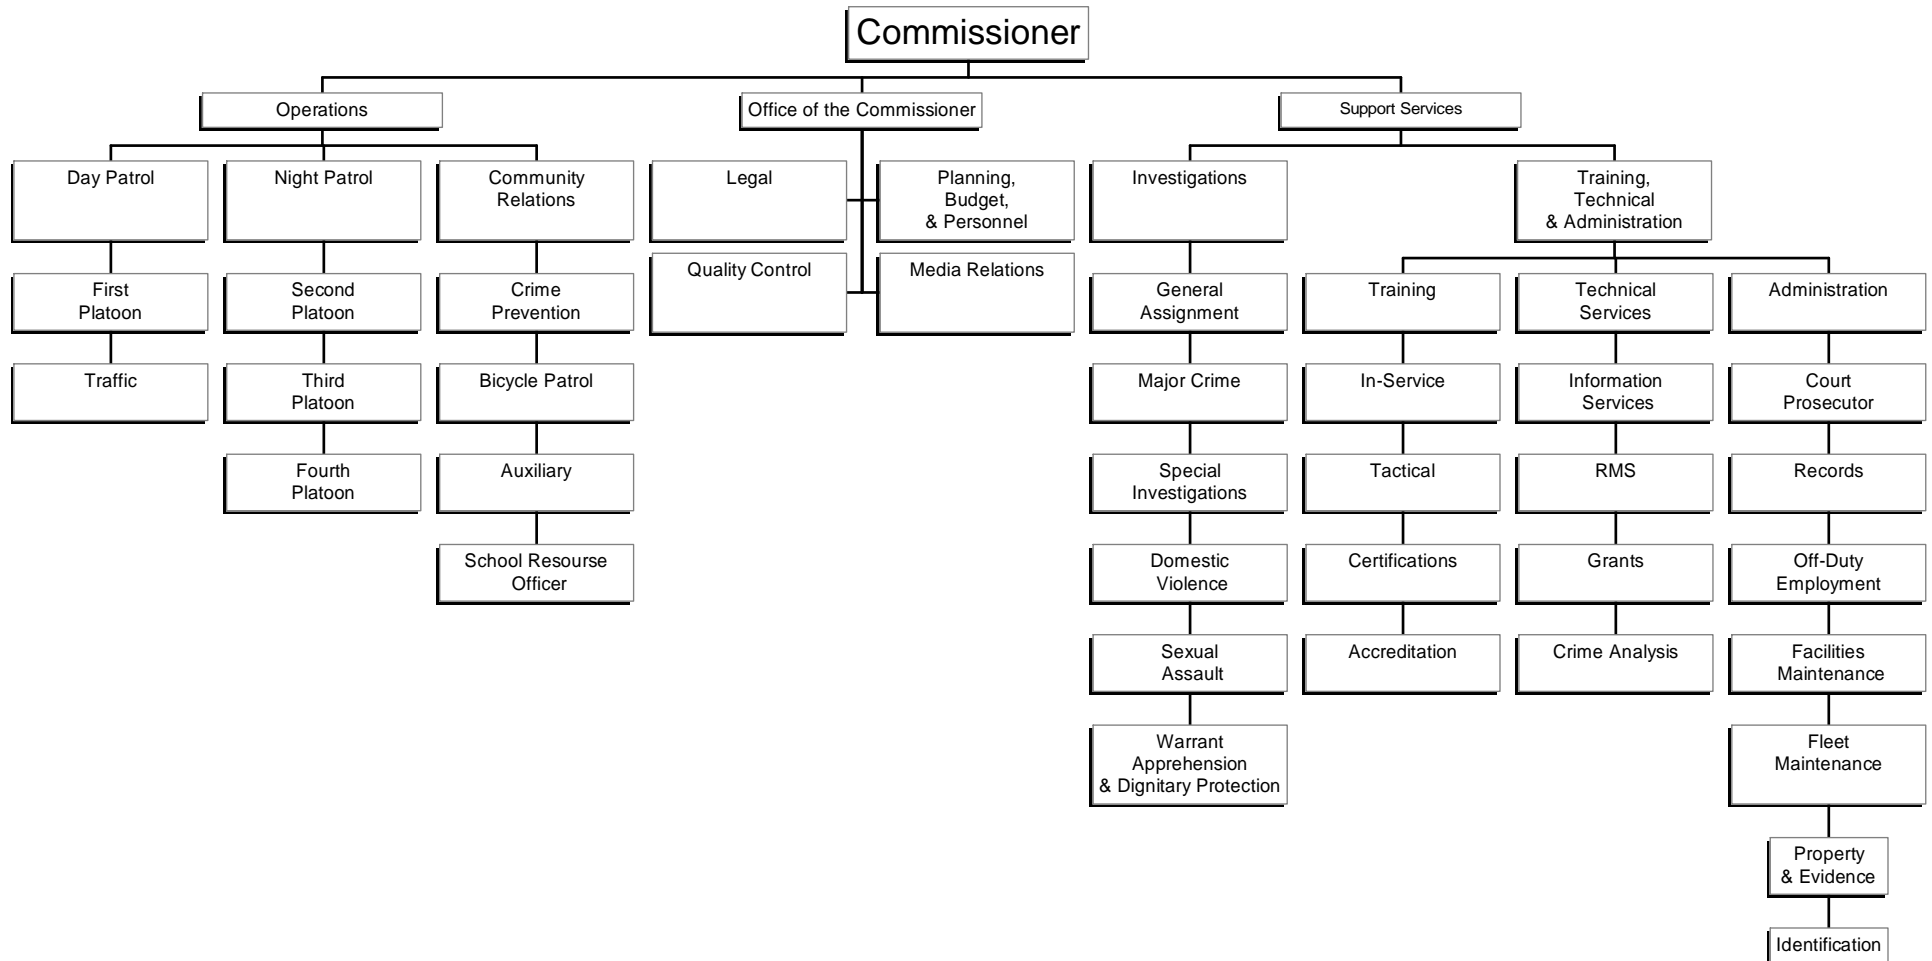 Commissioner
Operations
Office of the Commissioner
Support Services
Day Patrol
Night Patrol
Community
Relations
Legal
Planning,
Budget,
& Personnel
Investigations
Training,
Technical
& Administration
Quality Control
Media Relations
First
Platoon
Second
Platoon
Crime
Prevention
General
Assignment
Training
Technical
Services
Administration
Traffic
Third
Platoon
Bicycle Patrol
Major Crime
In-Service
Information
Services
Court
Prosecutor
Fourth
Platoon
Auxiliary
Special
Investigations
Tactical
RMS
Records
School Resourse
Officer
Domestic
Violence
Certifications
Grants
Off-Duty
Employment
Sexual
Assault
Accreditation
Crime Analysis
Facilities
Maintenance
Warrant
Apprehension
& Dignitary Protection
Fleet
Maintenance
Property
& Evidence
Identification